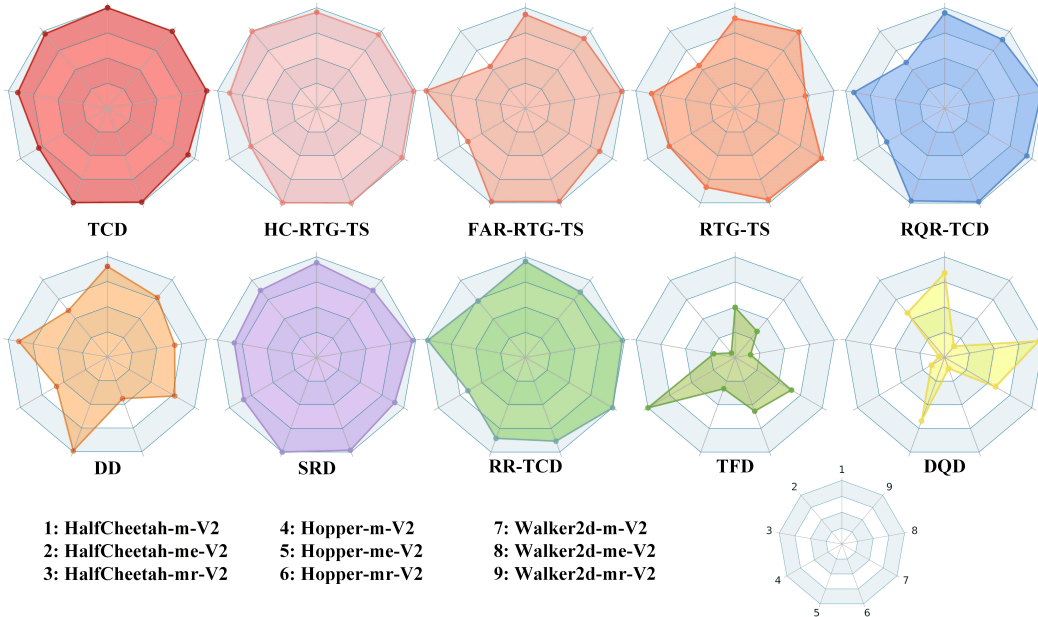 TCD HC-RTG-TS FAR-RTG-TS RTG-TS RQR-TCD
DD SRD RR-TCD TFD DQD
1: HalfCheetah-m-V2 4: Hopper-m-V2 7: Walker2d-m-V2
2: HalfCheetah-me-V2 5: Hopper-me-V2 8: Walker2d-me-V2
3: HalfCheetah-mr-V2 6: Hopper-mr-V2 9: Walker2d-mr-V2
1
2 9
3 8
4 7
5 6